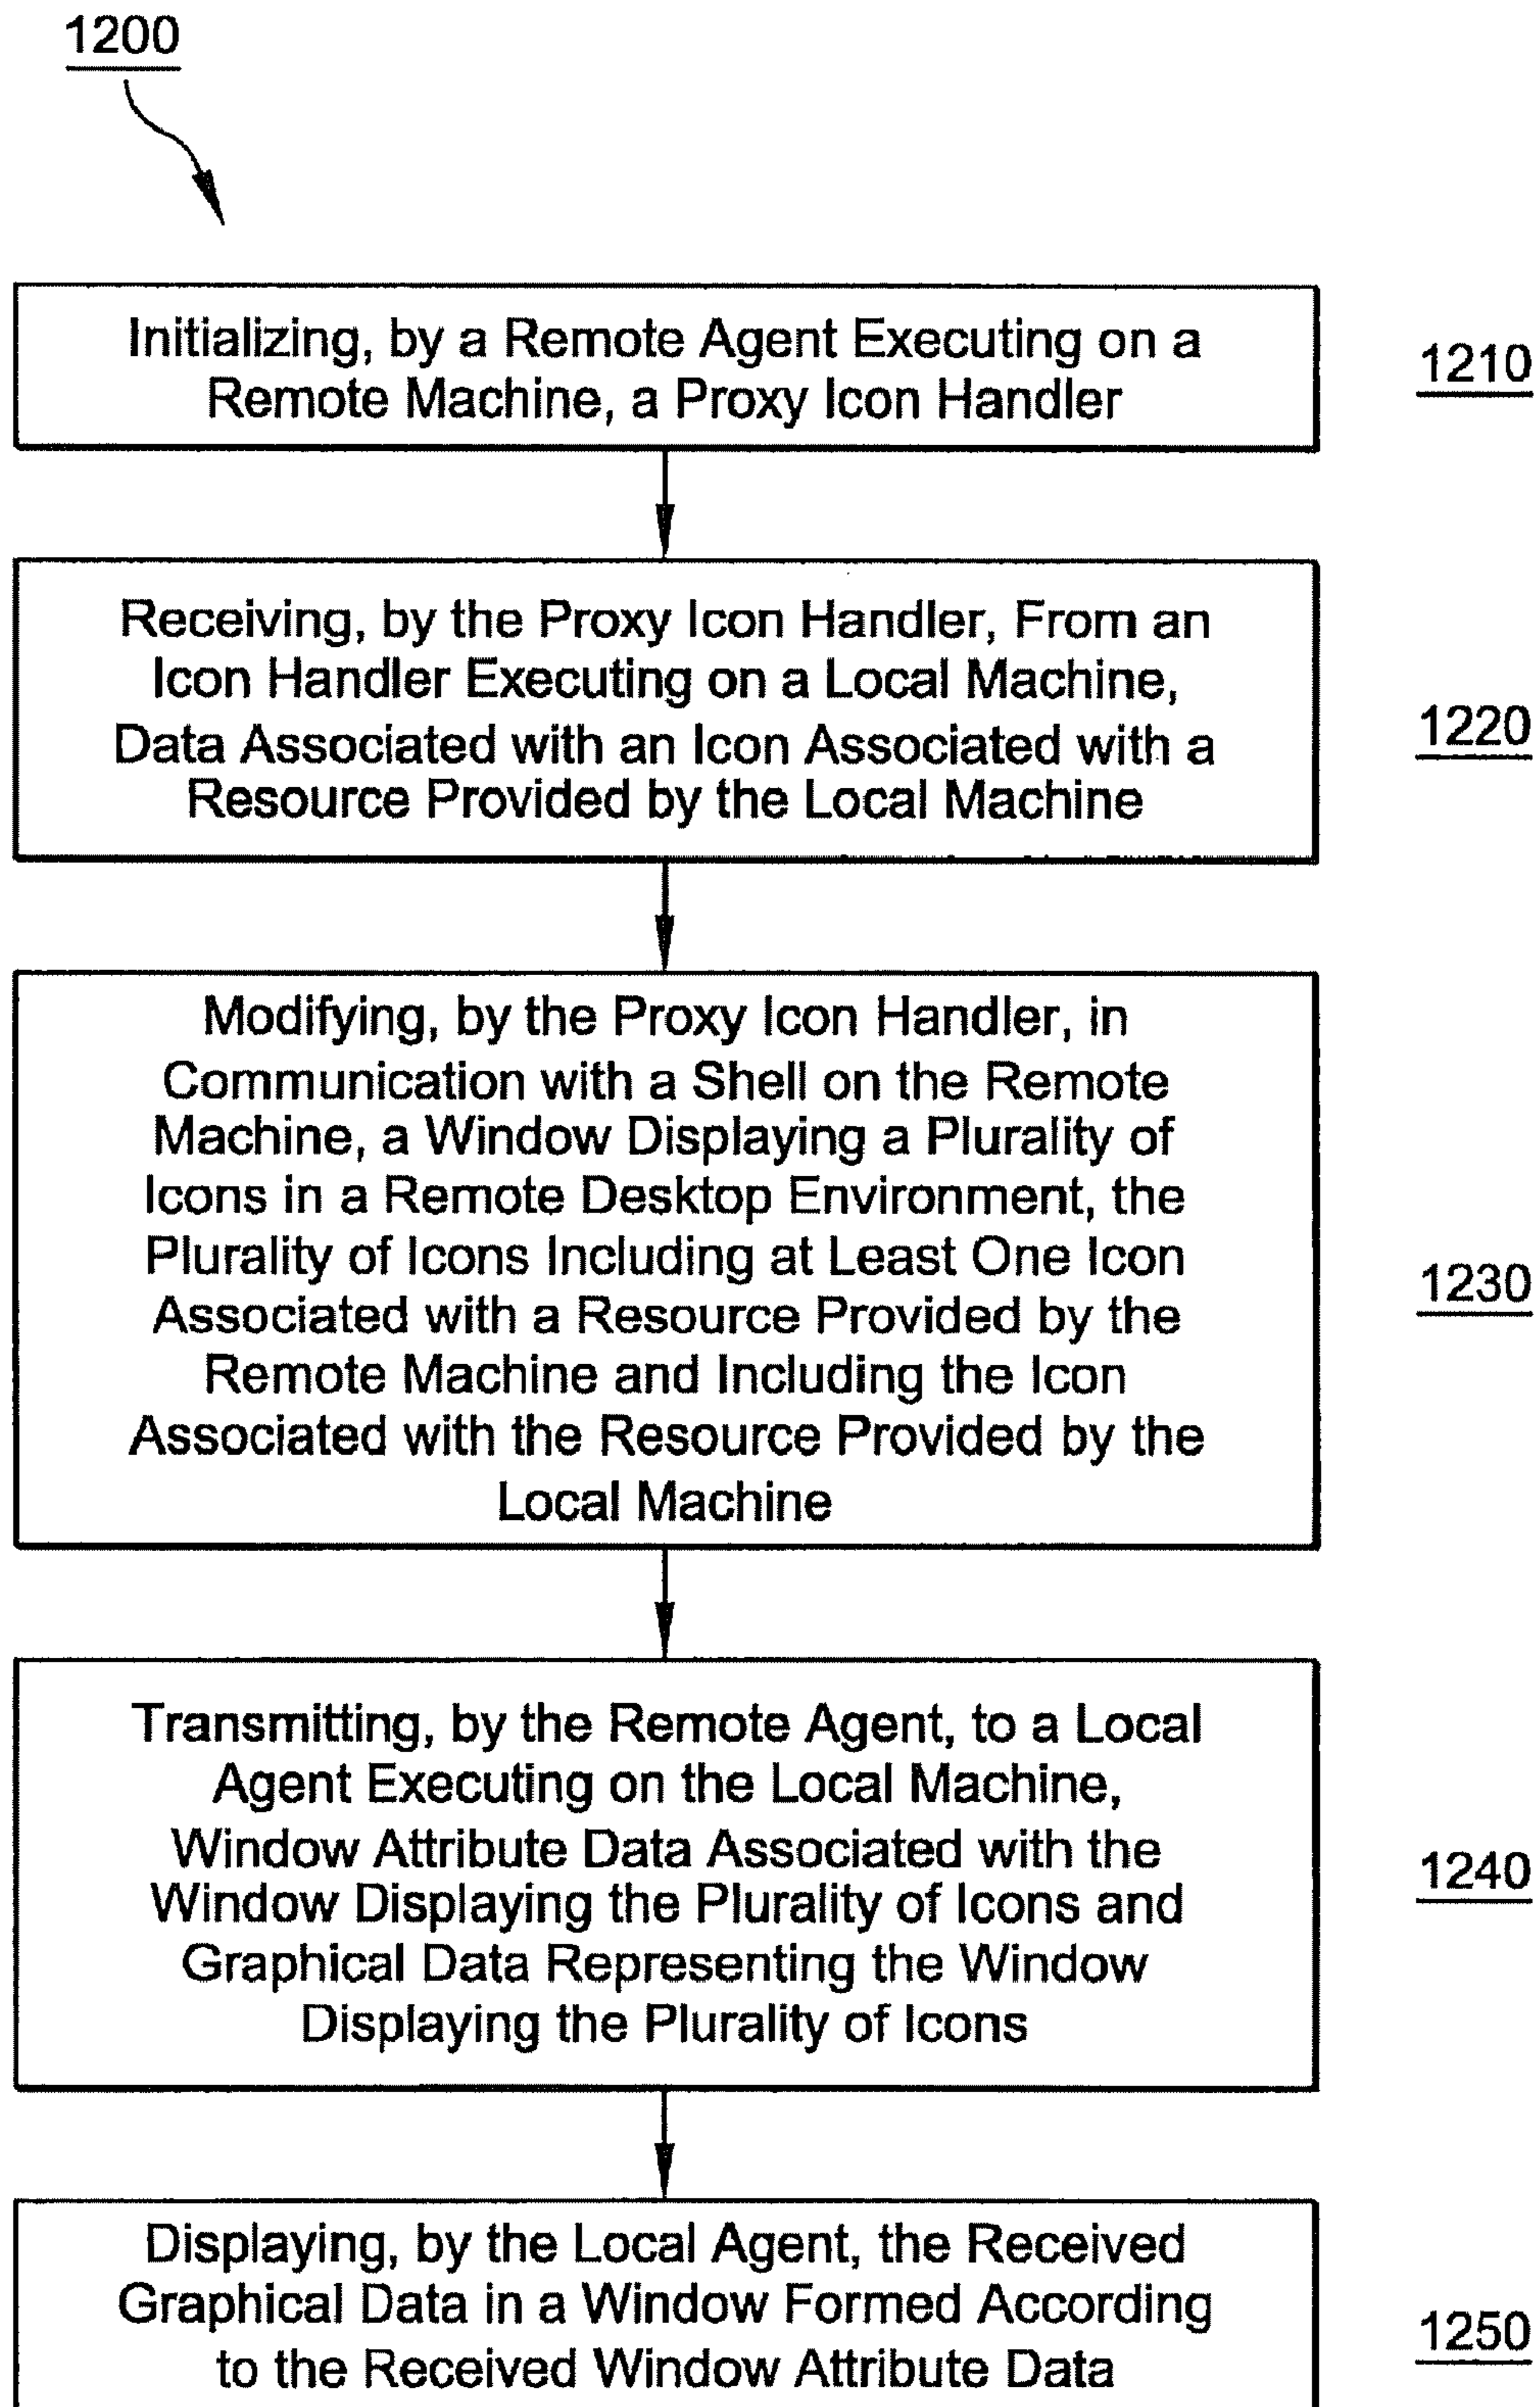 1200
Initializing, by a Remote Agent Executing on a
Remote Machine, a Proxy Icon Handler
1210
Receiving, by the Proxy Icon Handler, From an
Icon Handler Executing on a Local Machine,
Data Associated with an Icon Associated with a
Resource Provided by the Local Machine
1220
Modifying, by the Proxy Icon Handler, in
Communication with a Shell on the Remote
Machine, a Window Displaying a Plurality of
Icons in a Remote Desktop Environment, the
Plurality of Icons Including at Least One Icon
Associated with a Resource Provided by the
Remote Machine and Including the Icon
Associated with the Resource Provided by the
Local Machine
1230
Transmitting, by the Remote Agent, to a Local
Agent Executing on the Local Machine,
Window Attribute Data Associated with the
Window Displaying the Plurality of Icons and
Graphical Data Representing the Window
Displaying the Plurality of Icons
1240
Displaying, by the Local Agent, the Received
Graphical Data in a Window Formed According
to the Received Window Attribute Data
1250